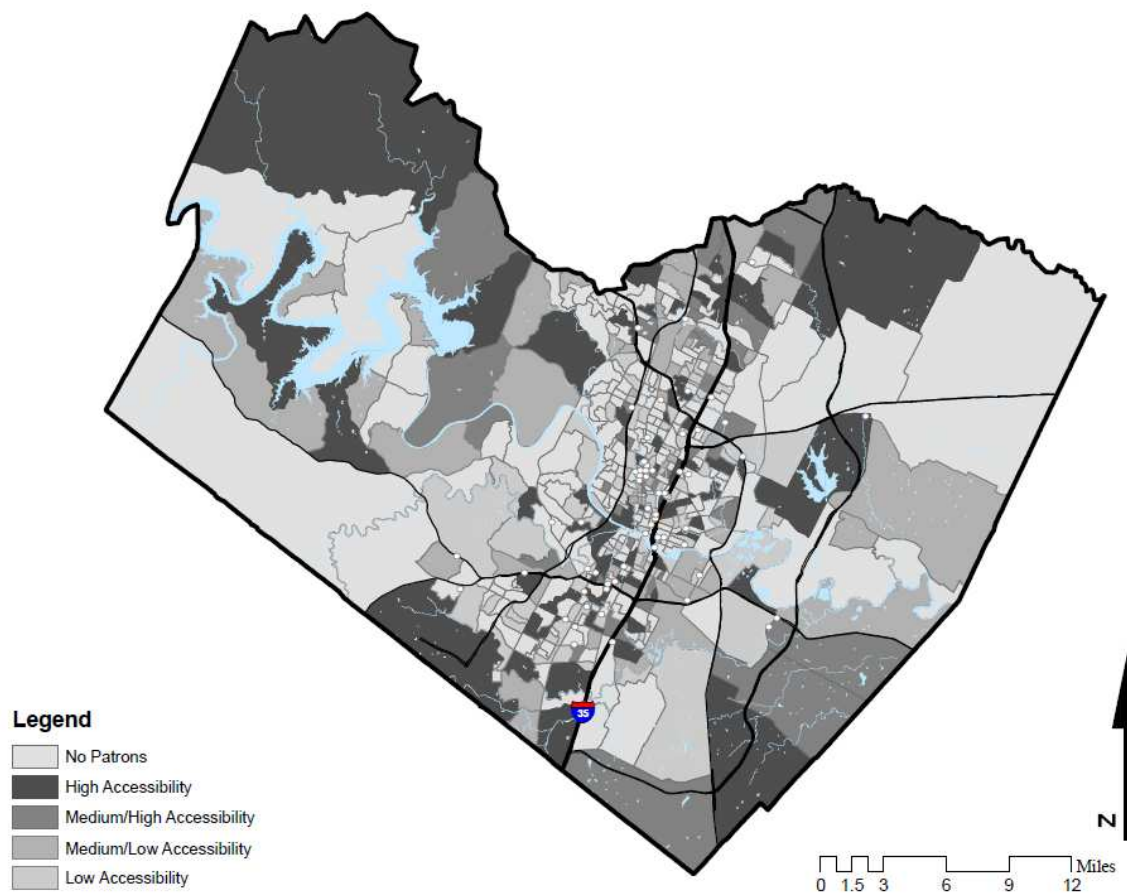 35
Legend
No Patrons
High Accessibility
Medium/High Accessibility
Medium/Low Accessibility
Low Accessibility
N
Miles
0 1.5 3 6 9 12